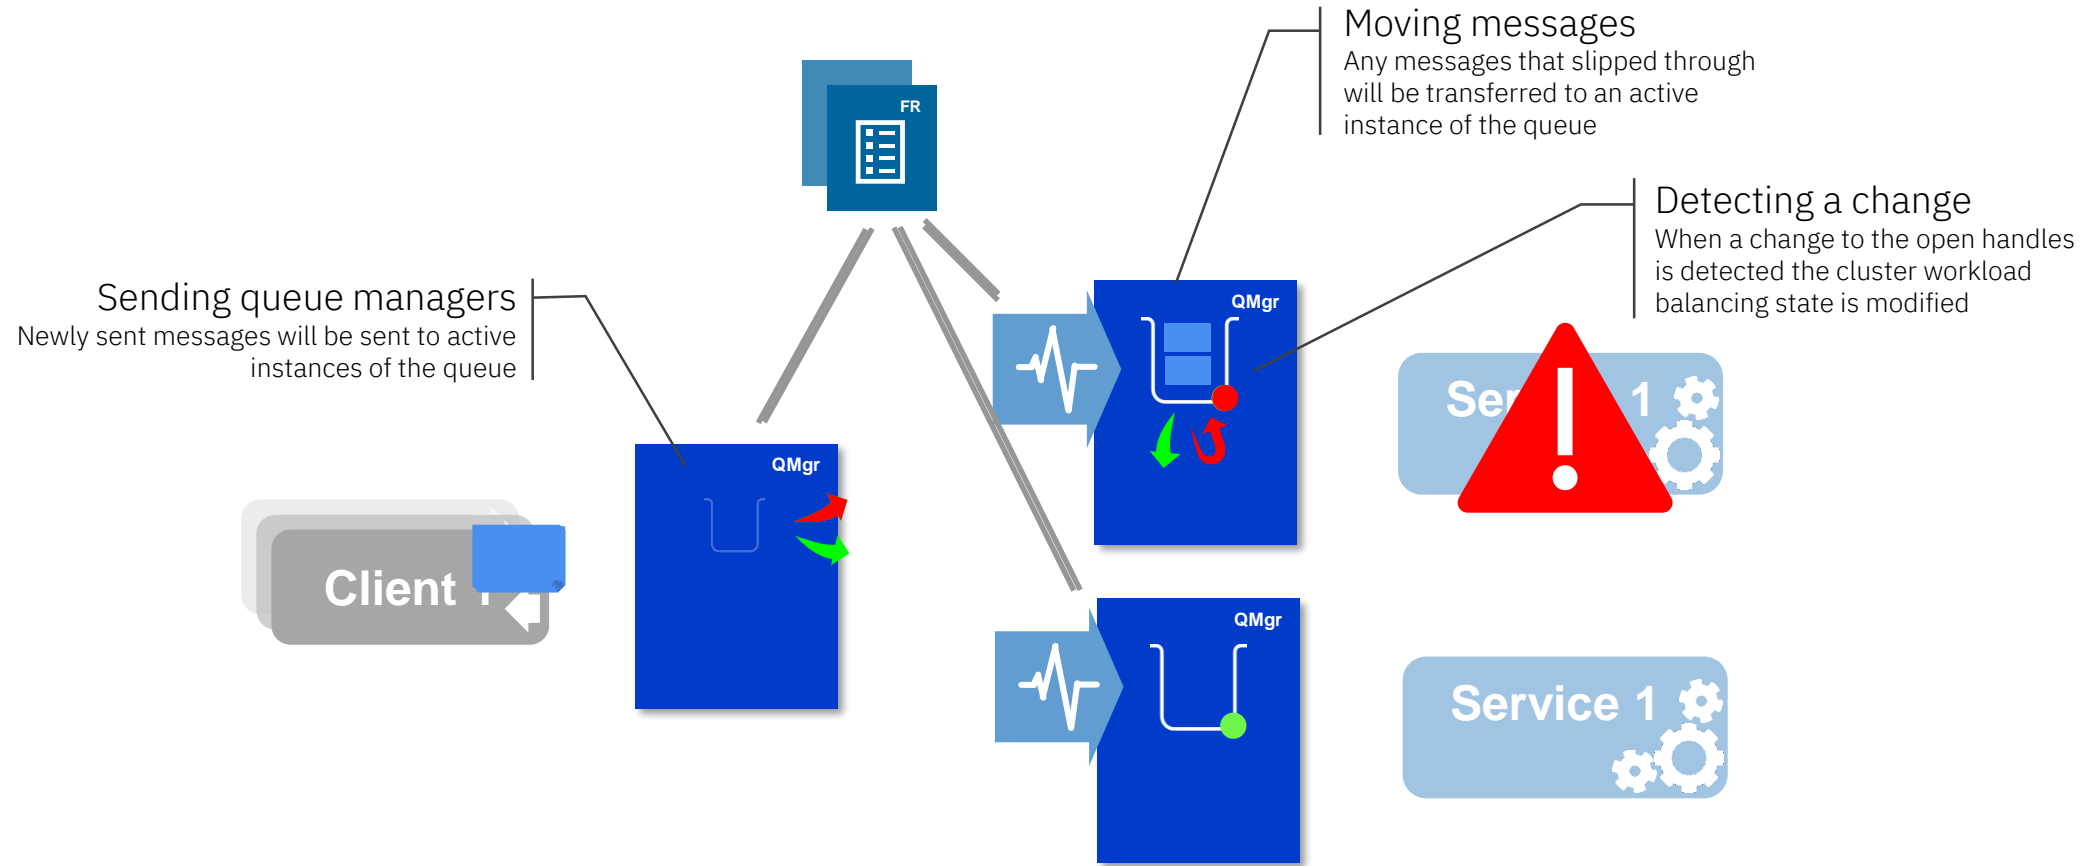 Moving messages
Any messages that slipped through
will be transferred to an active
instance of the queue
FR
Detecting a change
When a change to the open handles
is detected the cluster workload
balancing state is modified
Sending queue managers
Newly sent messages will be sent to active
instances of the queue
QMgr
QMgr
Client 1
Ser 1
QMgr
Service 1